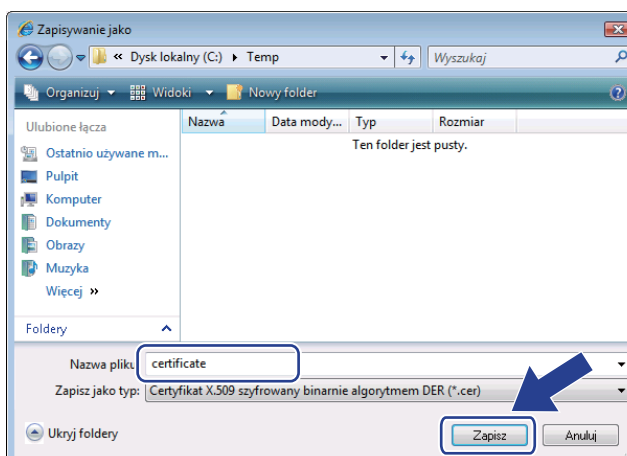 Zapisywanie jako
« Dysk lokalny (C:) Temp Wyszukaj
Organizuj Widoki Nowy folder
Ulubione łącza
Ostatnio używane m...
Pulpit
Komputer
Dokumenty
Obrazy
Muzyka
Więcej »
Foldery
Nazwa Data mody... Typ Rozmiar
Ten folder jest pusty.
Nazwa pliku: certificate
Zapisz jako typ: Certyfikat X.509 szyfrowany binarnie algorytmem DER (*.cer)
Ukryj foldery Zapisz Anuluj